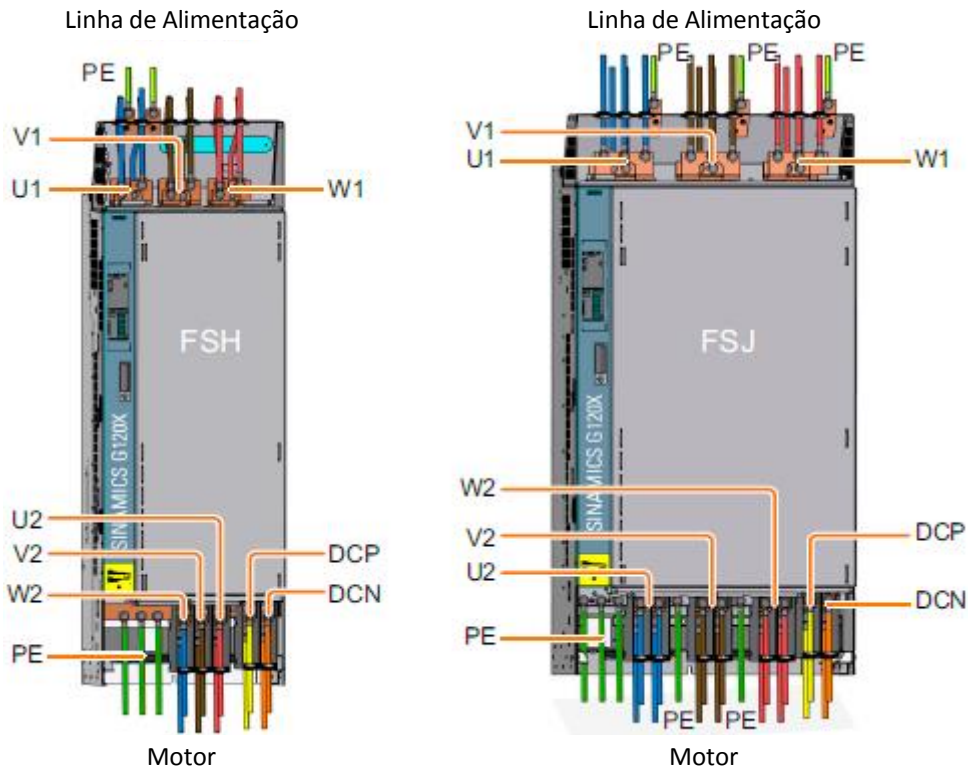 Linha de Alimentação
PE
V1
U1
W1
FSH
SINAMICS G120X
U2
V2
W2
DCP
DCN
PE
Motor
Linha de Alimentação
PE
PE
PE
V1
U1
W1
FSJ
SINAMICS G120X
W2
V2
U2
DCP
DCN
PE
PE
PE
Motor